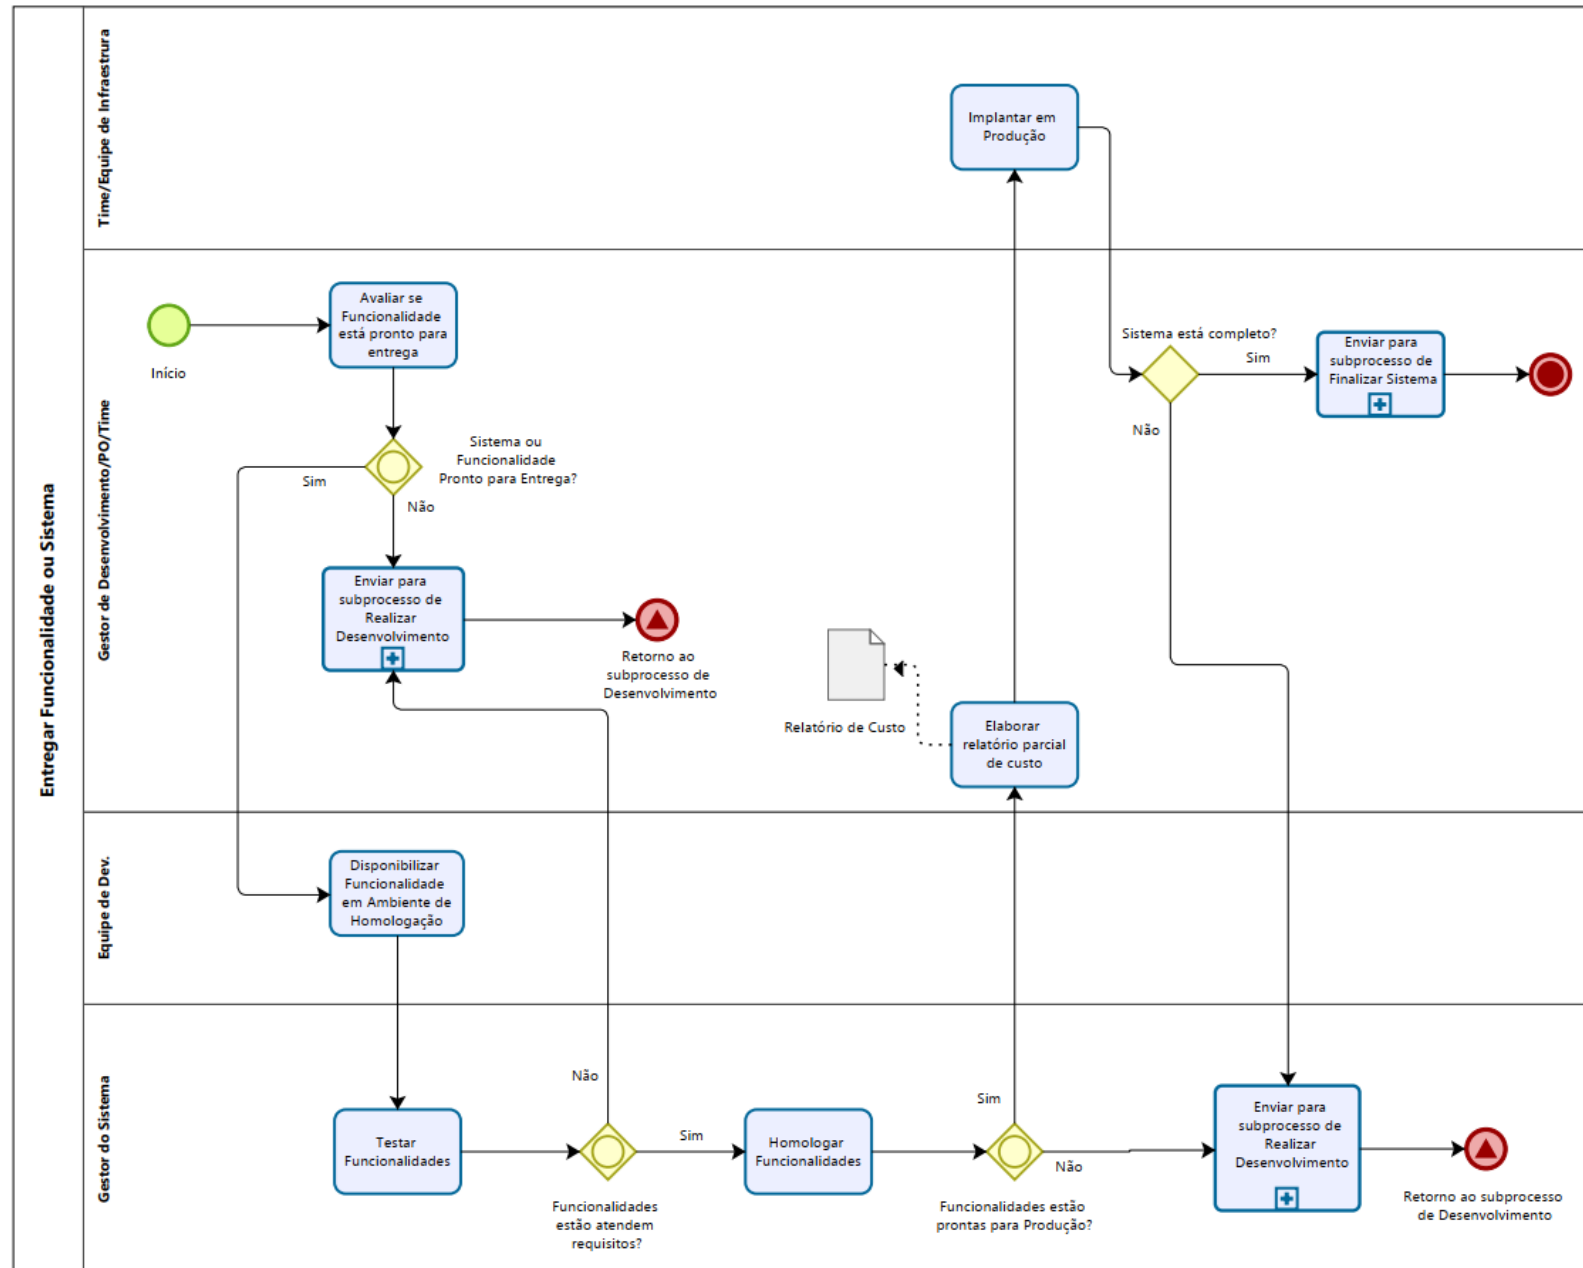 Entregar Funcionalidade ou Sistema
Time/Equipe de Infraestrura
Implantar em
Produção
Gestor de Desenvolvimento/PO/Time
Início
Avaliar se
Funcionalidade
está pronto para
entrega
Sistema ou
Funcionalidade
Pronto para Entrega?
Sim
Não
Enviar para
subprocesso de
Realizar
Desenvolvimento
Retorno ao
subprocesso de
Desenvolvimento
Relatório de Custo
Elaborar
relatório parcial
de custo
Sistema está completo?
Sim
Não
Enviar para
subprocesso de
Finalizar Sistema
Equipe de Dev.
Disponibilizar
Funcionalidade
em Ambiente de
Homologação
Gestor do Sistema
Testar
Funcionalidades
Não
Sim
Funcionalidades
estão atendem
requisitos?
Homologar
Funcionalidades
Sim
Não
Funcionalidades estão
prontas para Produção?
Enviar para
subprocesso de
Realizar
Desenvolvimento
Retorno ao subprocesso
de Desenvolvimento